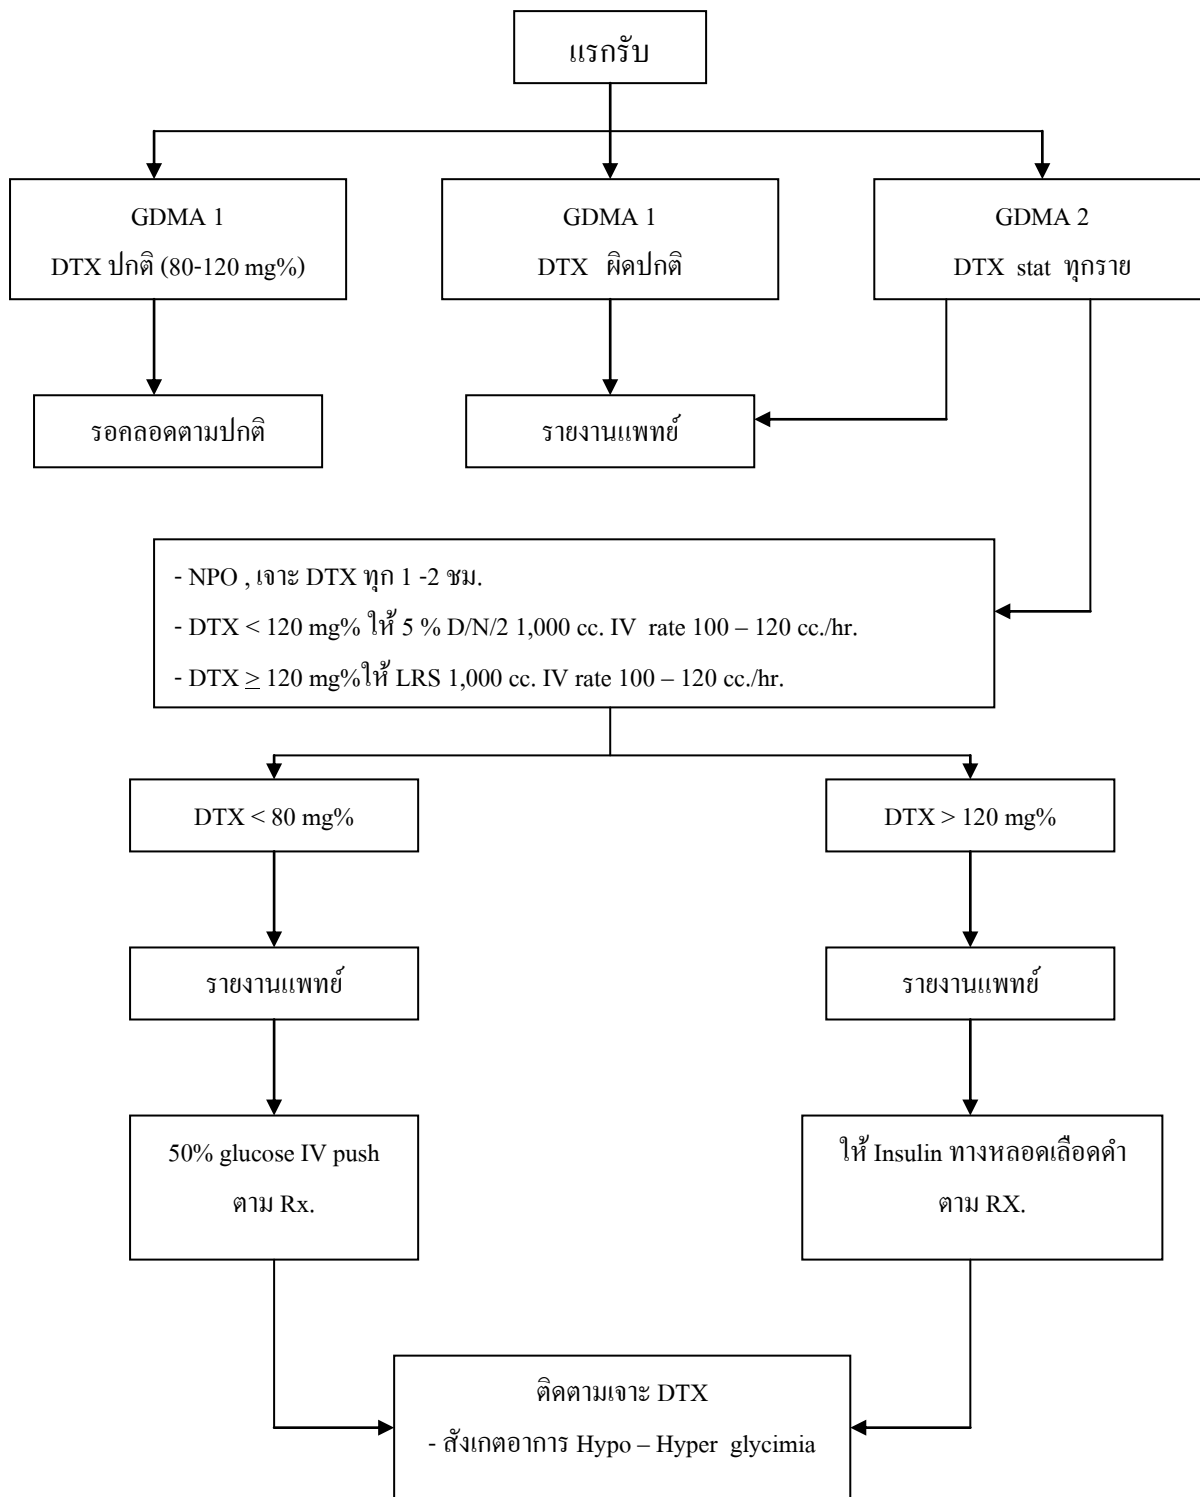 แรกรับ
GDMA 1
DTX ปกติ (80-120 mg%)
GDMA 1
DTX ผิดปกติ
GDMA 2
DTX stat ทุกราย
รอคลอดตามปกติ
รายงานแพทย์
- NPO , เจาะ DTX ทุก 1 -2 ชม.
- DTX < 120 mg% ให้ 5 % D/N/2 1,000 cc. IV rate 100 – 120 cc./hr.
- DTX ≥ 120 mg%ให้ LRS 1,000 cc. IV rate 100 – 120 cc./hr.
DTX < 80 mg%
DTX > 120 mg%
รายงานแพทย์
รายงานแพทย์
50% glucose IV push
ตาม Rx.
ให้ Insulin ทางหลอดเลือดดำ
ตาม RX.
ติดตามเจาะ DTX
- สังเกตอาการ Hypo – Hyper glycimia